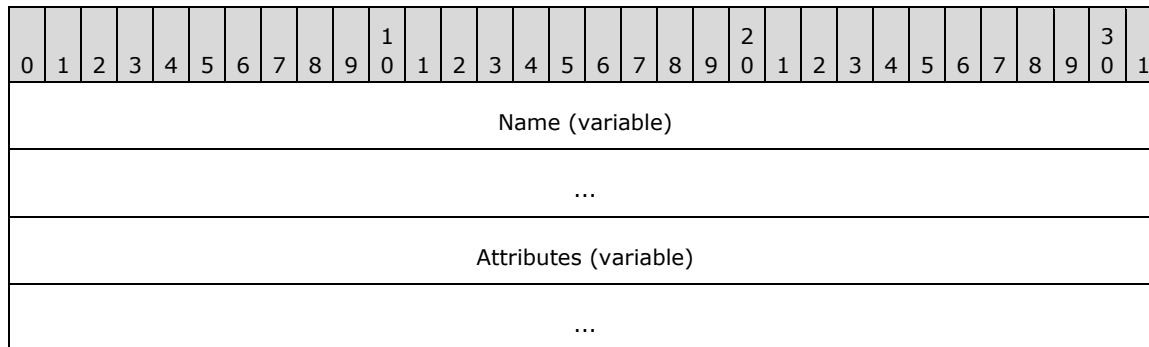 1 2 3
0 1 2 3 4 5 6 7 8 9 0 1 2 3 4 5 6 7 8 9 0 1 2 3 4 5 6 7 8 9 0 1
Name (variable)
...
Attributes (variable)
...